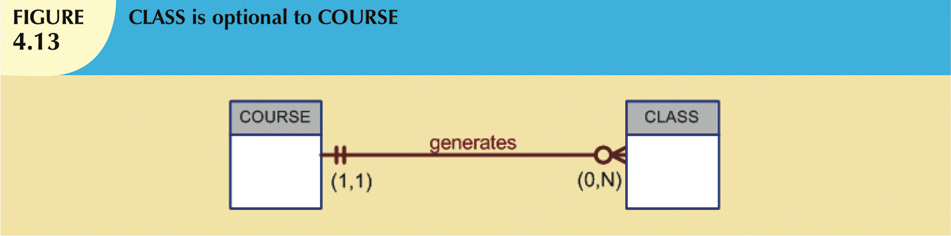 FIGURE
4.13
CLASS is optional to COURSE
COURSE
generates
CLASS
(1,1)
(0,N)